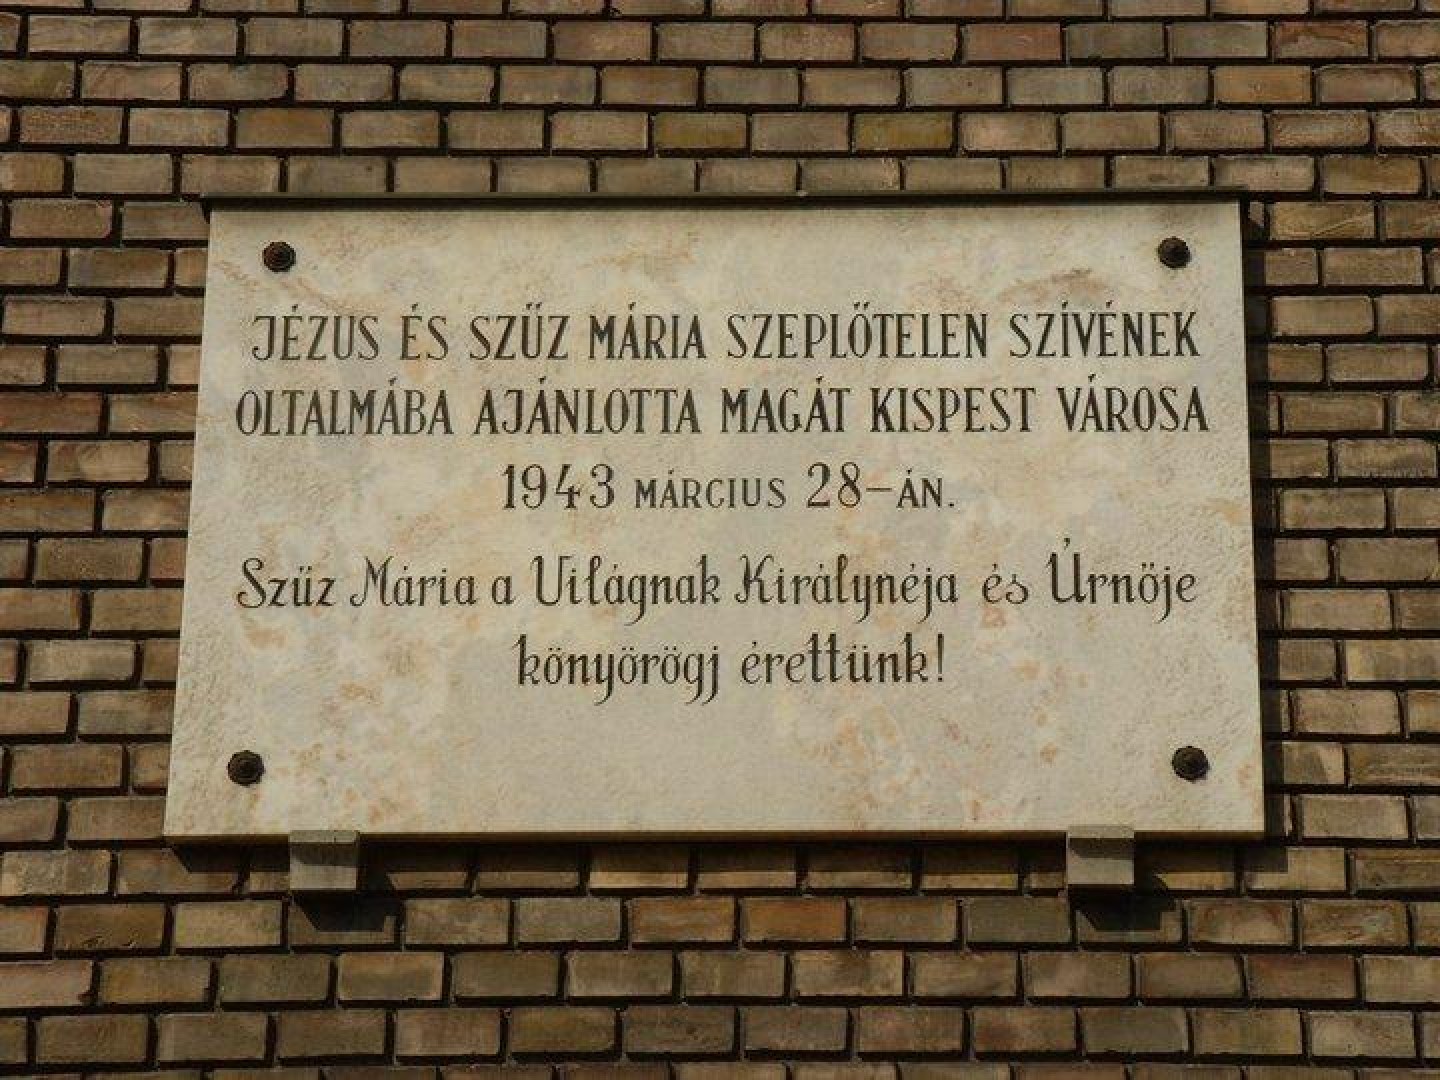 JÉZUS ÉS SZŰZ MÁRIA SZEPLŐTELEN SZÍVÉNEK
OLTALMÁBA AJÁNLOTTA MAGÁT KISPEST VÁROSA
1943 MÁRCIUS 28-ÁN.
Szűz Mária a Világnak Királynéja és Úrnője
könyörögj érettünk!